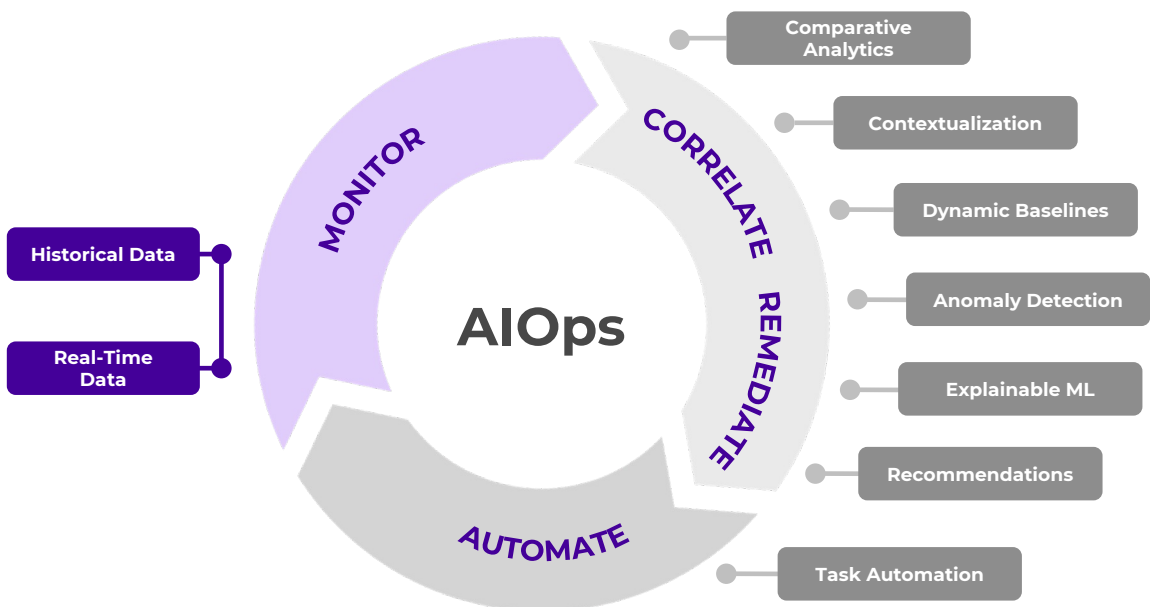 Comparative
Analytics
Contextualization
Dynamic Baselines
Anomaly Detection
Explainable ML
Recommendations
Task Automation
Historical Data
Real-Time
Data
MONITOR
CORRELATE REMEDIATE
AUTOMATE
AIOps